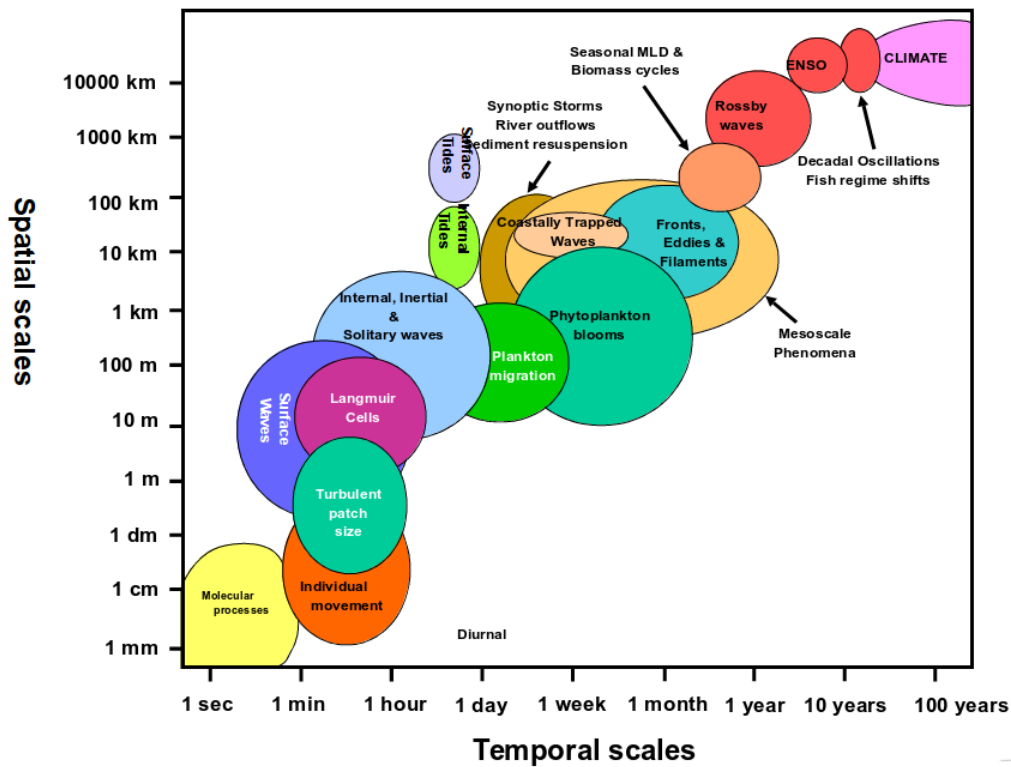 Seasonal MLD &
Biomass cycles
ENSO
CLIMATE
10000 km
Synoptic Storms
River outflows
Sediment resuspension
Rossby
waves
1000 km
Surface
Tides
Decadal Oscillations
Fish regime shifts
100 km
Internal
Tides
Coastally Trapped
Waves
Fronts,
Eddies &
Filaments
10 km
Internal, Inertial
&
Solitary waves
1 km
Phytoplankton
blooms
Mesoscale
Phenomena
Plankton
migration
100 m
Langmuir
Cells
Surface
Waves
10 m
1 m
Turbulent
patch
size
1 dm
1 cm
Molecular
processes
Individual
movement
Diurnal
1 mm
Spatial scales
1 sec
1 min
1 hour
1 day
1 week
1 month
1 year
10 years
100 years
Temporal scales